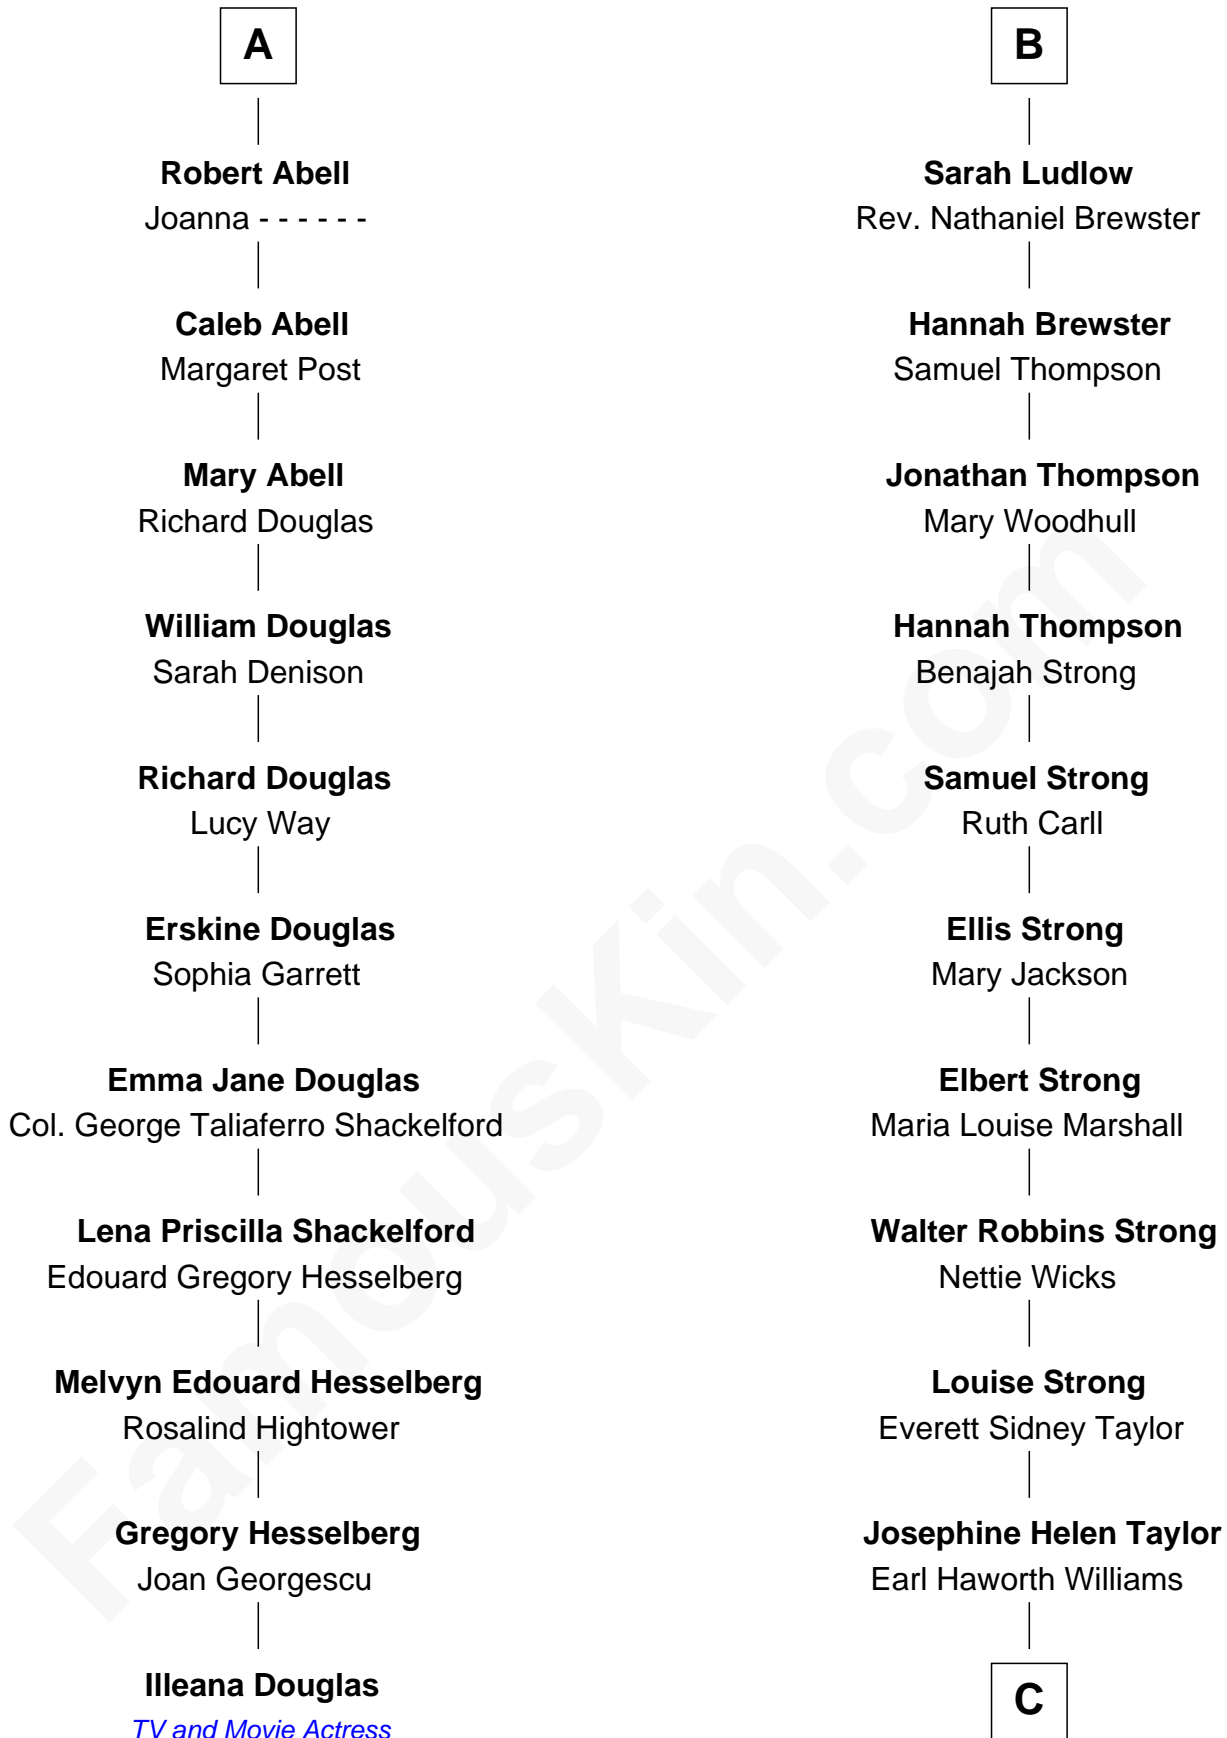 A
Robert Abell
Joanna - - - - - -
Caleb Abell
Margaret Post
Mary Abell
Richard Douglas
William Douglas
Sarah Denison
Richard Douglas
Lucy Way
Erskine Douglas
Sophia Garrett
Emma Jane Douglas
Col. George Taliaferro Shackelford
Lena Priscilla Shackelford
Edouard Gregory Hesselberg
Melvyn Edouard Hesselberg
Rosalind Hightower
Gregory Hesselberg
Joan Georgescu
Illeana Douglas
TV and Movie Actress
B
Sarah Ludlow
Rev. Nathaniel Brewster
Hannah Brewster
Samuel Thompson
Jonathan Thompson
Mary Woodhull
Hannah Thompson
Benajah Strong
Samuel Strong
Ruth Carll
Ellis Strong
Mary Jackson
Elbert Strong
Maria Louise Marshall
Walter Robbins Strong
Nettie Wicks
Louise Strong
Everett Sidney Taylor
Josephine Helen Taylor
Earl Haworth Williams
C
FamousKin.com